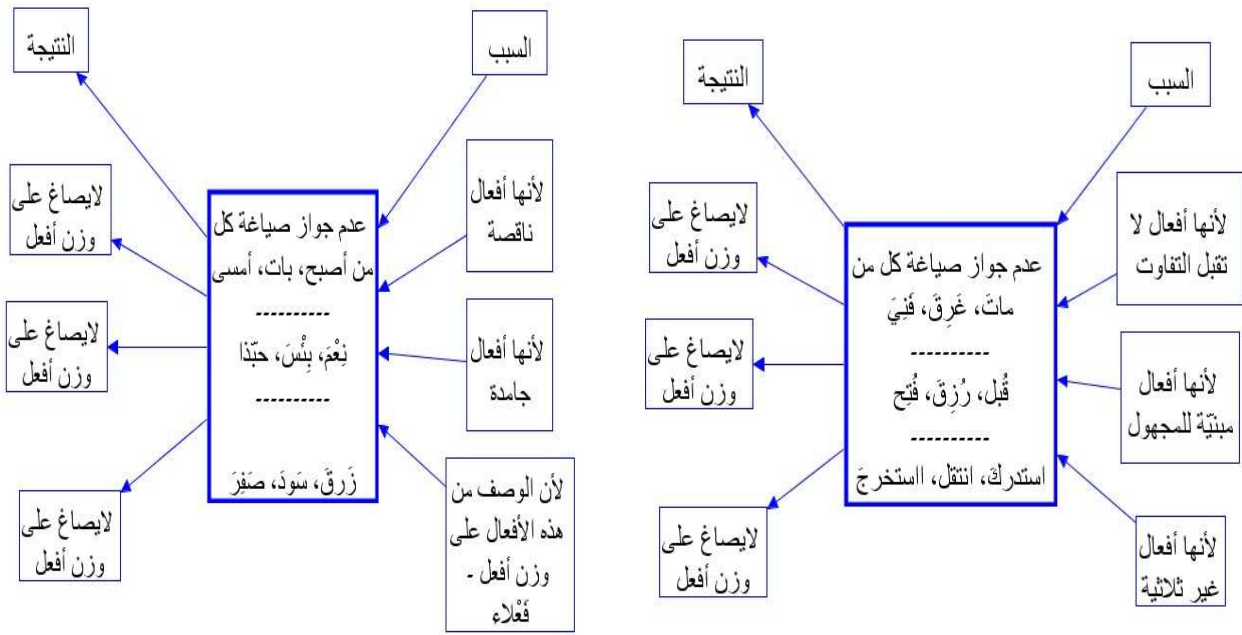 السبب
النتيجة
لأنها أفعال لا
تقبل التفاوت
لأنها أفعال
مبنيّة للمجهول
لأنها أفعال
غير ثلاثية
عدم جواز صياغة كل من
ماتَ، غَرِقَ، فَنِيَ
----------
قُبل، رُزِقَ، فُتِح
----------
استدركَ، انتقل، ااستخرجَ
لايصاغ على
وزن أفعل
لايصاغ على
وزن أفعل
لايصاغ على
وزن أفعل
السبب
النتيجة
لأنها أفعال
ناقصة
لأنها أفعال
جامدة
لأن الوصف من
هذه الأفعال على
وزن أفعل -
فَعْلاء
عدم جواز صياغة كل
من أصبح، بات، أمسى
----------
نِعْمَ، بِئْسَ، حبّذا
----------
زَرقَ، سَودَ، صَفِرَ
لايصاغ على
وزن أفعل
لايصاغ على
وزن أفعل
لايصاغ على
وزن أفعل